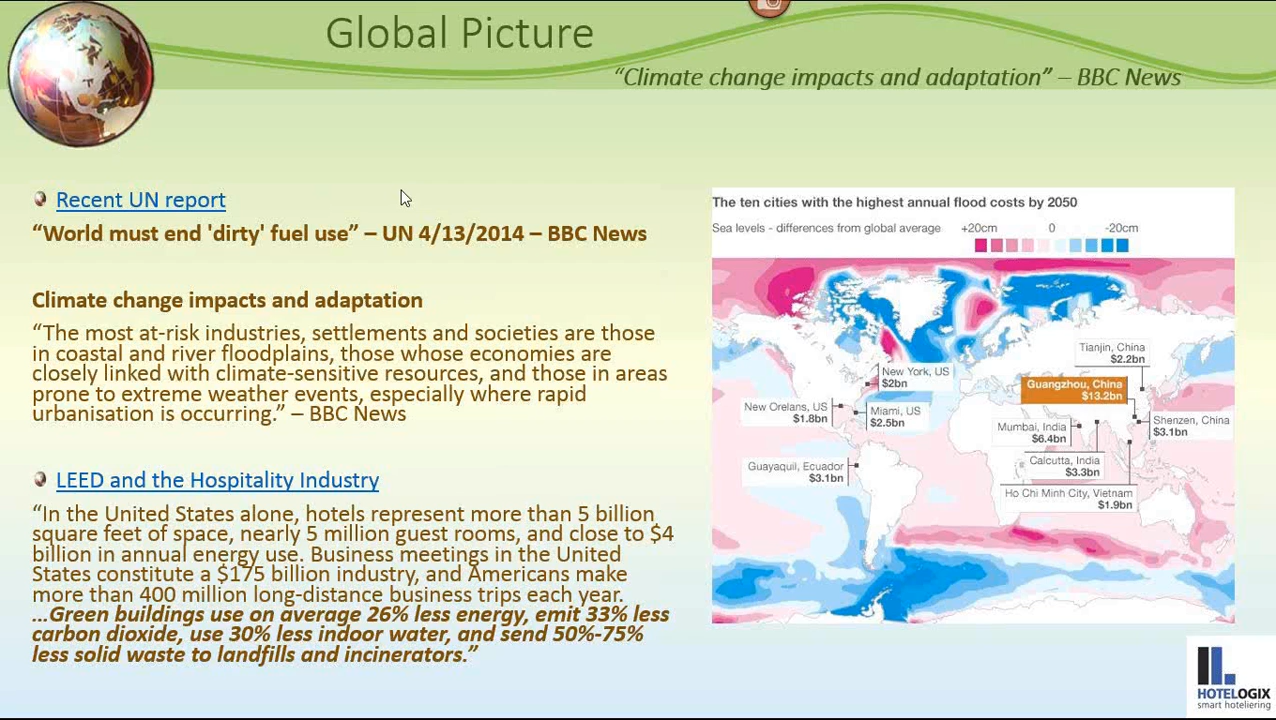 Global Picture
“Climate change impacts and adaptation” – BBC News
Recent UN report
“World must end 'dirty' fuel use” – UN 4/13/2014 – BBC News
Climate change impacts and adaptation
“The most at-risk industries, settlements and societies are those
in coastal and river floodplains, those whose economies are
closely linked with climate-sensitive resources, and those in areas
prone to extreme weather events, especially where rapid
urbanisation is occurring.” – BBC News
LEED and the Hospitality Industry
“In the United States alone, hotels represent more than 5 billion
square feet of space, nearly 5 million guest rooms, and close to $4
billion in annual energy use. Business meetings in the United
States constitute a $175 billion industry, and Americans make
more than 400 million long-distance business trips each year.
...Green buildings use on average 26% less energy, emit 33% less
carbon dioxide, use 30% less indoor water, and send 50%-75%
less solid waste to landfills and incinerators.”
The ten cities with the highest annual flood costs by 2050
Sea levels - differences from global average
+20cm 0 -20cm
Tianjin, China
$2.2bn
New York, US
$2bn
Guangzhou, China
$13.2bn
New Orelans, US
$1.8bn
Miami, US
$2.5bn
Shenzen, China
$3.1bn
Mumbai, India
$6.4bn
Calcutta, India
$3.3bn
Guayaquil, Ecuador
$3.1bn
Ho Chi Minh City, Vietnam
$1.9bn
HOTELOGIX
smart hoteliering